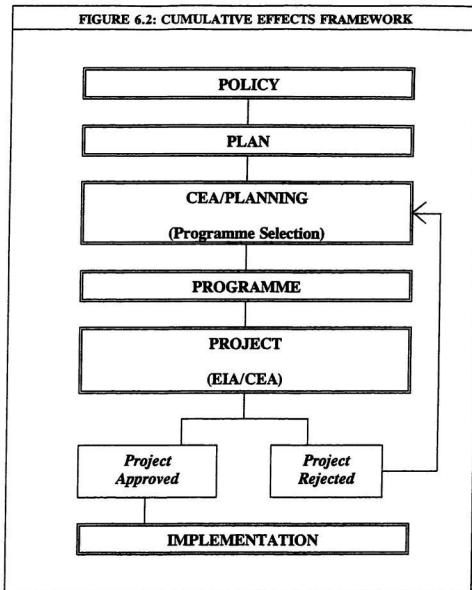 FIGURE 6.2: CUMULATIVE EFFECTS FRAMEWORK
POLICY
PLAN
CEA/PLANNING
(Programme Selection)
PROGRAMME
PROJECT
(EIA/CEA)
Project
Approved
Project
Rejected
IMPLEMENTATION